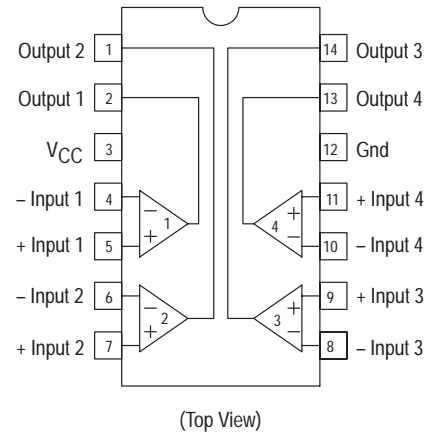 Output 2 1 14 Output 3
Output 1 2 13 Output 4
VCC 3 12 Gnd
– Input 1 4 – 1 + 4 11 + Input 4
+ Input 1 5 + – 10 – Input 4
– Input 2 6 – 2 + 3 9 + Input 3
+ Input 2 7 + – 8 – Input 3
(Top View)